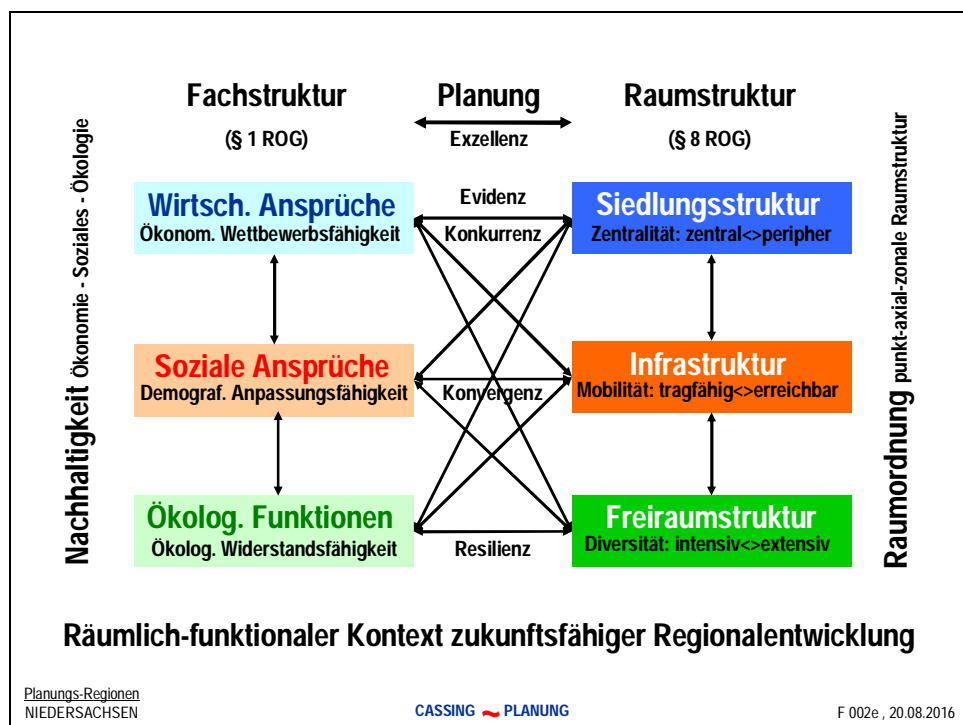 Fachstruktur
Planung
Raumstruktur
(§ 1 ROG)
Exzellenz
(§ 8 ROG)
Nachhaltigkeit Ökonomie - Soziales - Ökologie
Wirtsch. Ansprüche
Ökonom. Wettbewerbsfähigkeit
Evidenz
Konkurrenz
Siedlungsstruktur
Zentralität: zentral<>peripher
Soziale Ansprüche
Demograf. Anpassungsfähigkeit
Konvergenz
Infrastruktur
Mobilität: tragfähig<>erreichbar
Ökolog. Funktionen
Ökolog. Widerstandsfähigkeit
Resilienz
Freiraumstruktur
Diversität: intensiv<>extensiv
Raumordnung punkt-axial-zonale Raumstruktur
Räumlich-funktionaler Kontext zukunftsfähiger Regionalentwicklung
Planungs-Regionen
NIEDERSACHSEN
CASSING ~ PLANUNG
F 002e , 20.08.2016